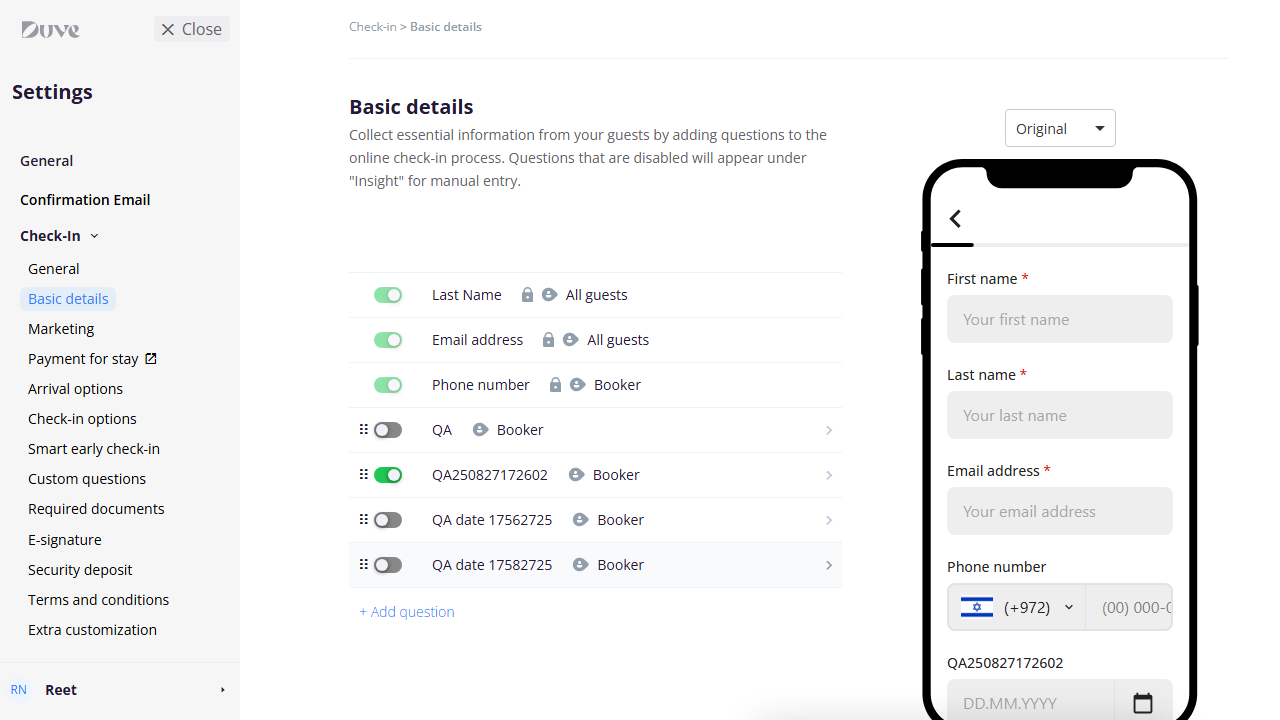 Duve
Close
Settings
General
Confirmation Email
Check-In
General
Basic details
Marketing
Payment for stay
Arrival options
Check-in options
Smart early check-in
Custom questions
Required documents
E-signature
Security deposit
Terms and conditions
Extra customization
RN Reet
Check-in > Basic details
Basic details
Collect essential information from your guests by adding questions to the
online check-in process. Questions that are disabled will appear under
"Insight" for manual entry.
Last Name All guests
Email address All guests
Phone number Booker
QA Booker
QA250827172602 Booker
QA date 17562725 Booker
QA date 17582725 Booker
+ Add question
Original
First name *
Your first name
Last name *
Your last name
Email address *
Your email address
Phone number
(+972) (00) 000-0
QA250827172602
DD.MM.YYYY